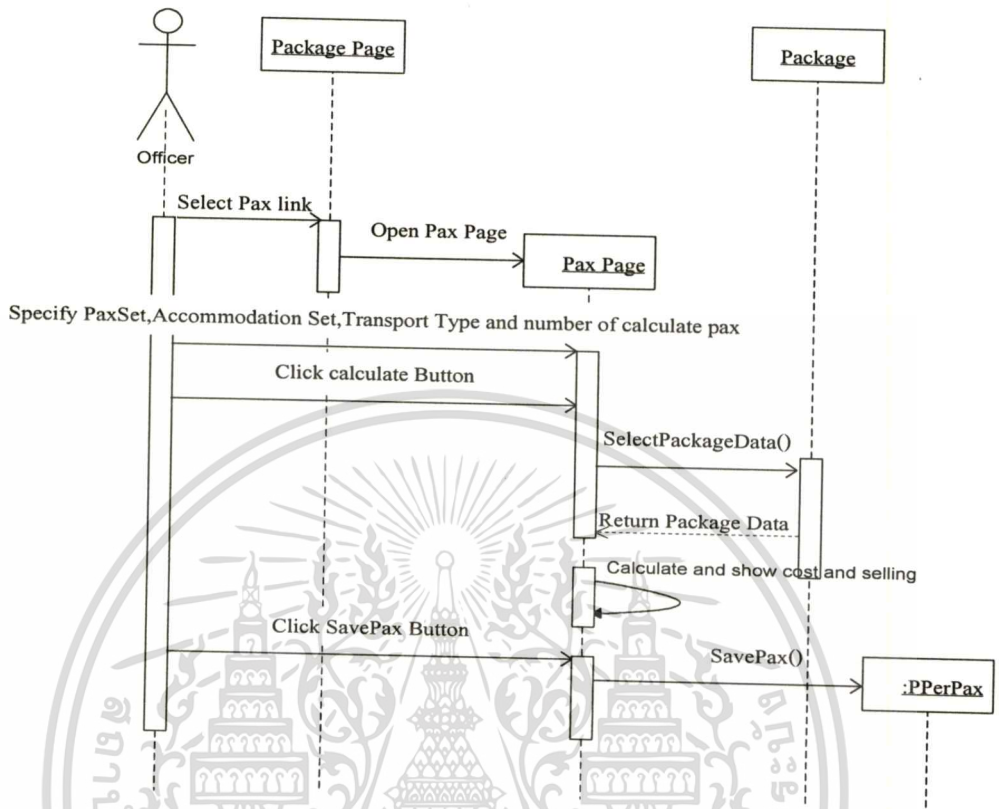 Package Page
Package
Officer
Select Pax link
Open Pax Page
Pax Page
Specify PaxSet,Accommodation Set,Transport Type and number of calculate pax
Click calculate Button
SelectPackageData()
Return Package Data
Calculate and show cost and selling
Click SavePax Button
SavePax()
:PPerPax